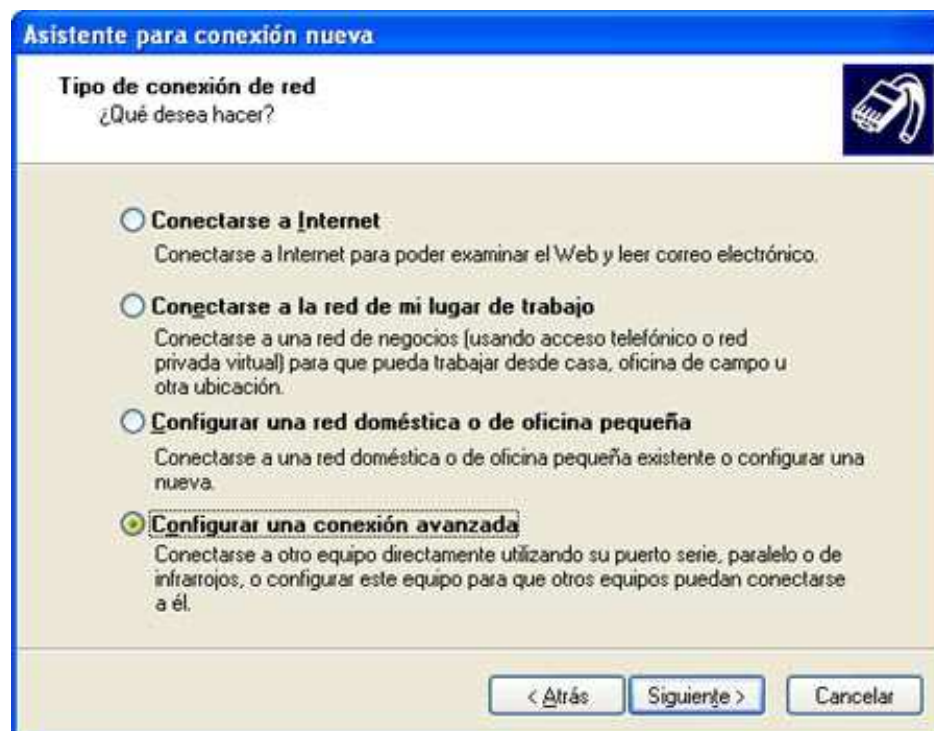 Asistente para conexión nueva
Tipo de conexión de red
¿Qué desea hacer?
Conectarse a Internet
Conectarse a Internet para poder examinar el Web y leer correo electrónico.
Conectarse a la red de mi lugar de trabajo
Conectarse a una red de negocios (usando acceso telefónico o red
privada virtual) para que pueda trabajar desde casa, oficina de campo u
otra ubicación.
Configurar una red doméstica o de oficina pequeña
Conectarse a una red doméstica o de oficina pequeña existente o configurar una
nueva.
Configurar una conexión avanzada
Conectarse a otro equipo directamente utilizando su puerto serie, paralelo o de
infrarrojos, o configurar este equipo para que otros equipos puedan conectarse
a él.
< Atrás
Siguiente >
Cancelar